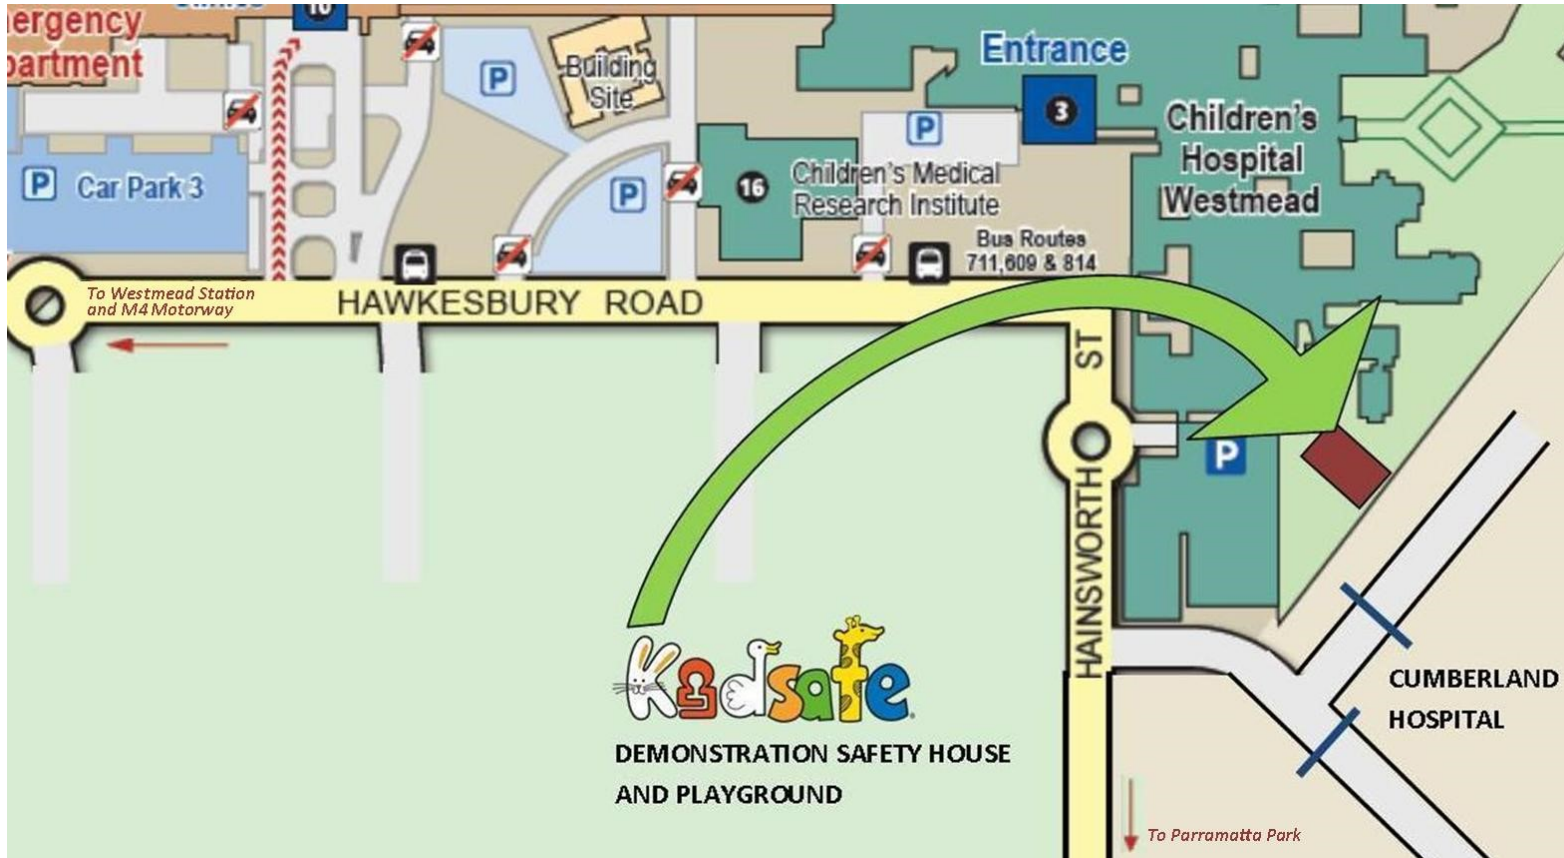 ergency
partment
10
P
Building
Site
Entrance
3
P
Children's
Hospital
Westmead
P
Car Park 3
P
16
Children's Medical
Research Institute
Bus Routes
711,609 & 814
To Westmead Station
and M4 Motorway
HAWKESBURY ROAD
HAINSWORTH ST
P
Kidsafe
DEMONSTRATION SAFETY HOUSE
AND PLAYGROUND
CUMBERLAND
HOSPITAL
To Parramatta Park